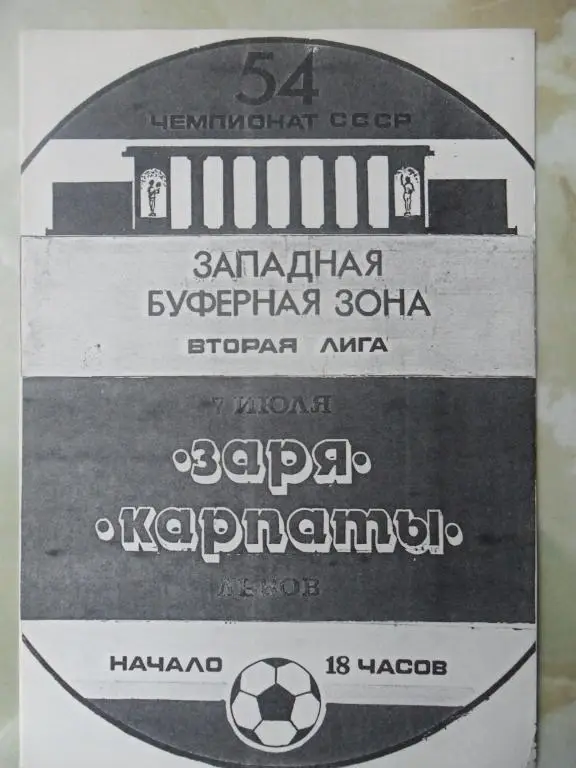 54
ЧЕМПИОНАТ СССР
ЗАПАДНАЯ
БУФЕРНАЯ ЗОНА
ВТОРАЯ ЛИГА
7 ИЮЛЯ
•заря•
•карпаты•
ЛЬВОВ
НАЧАЛО 18 ЧАСОВ